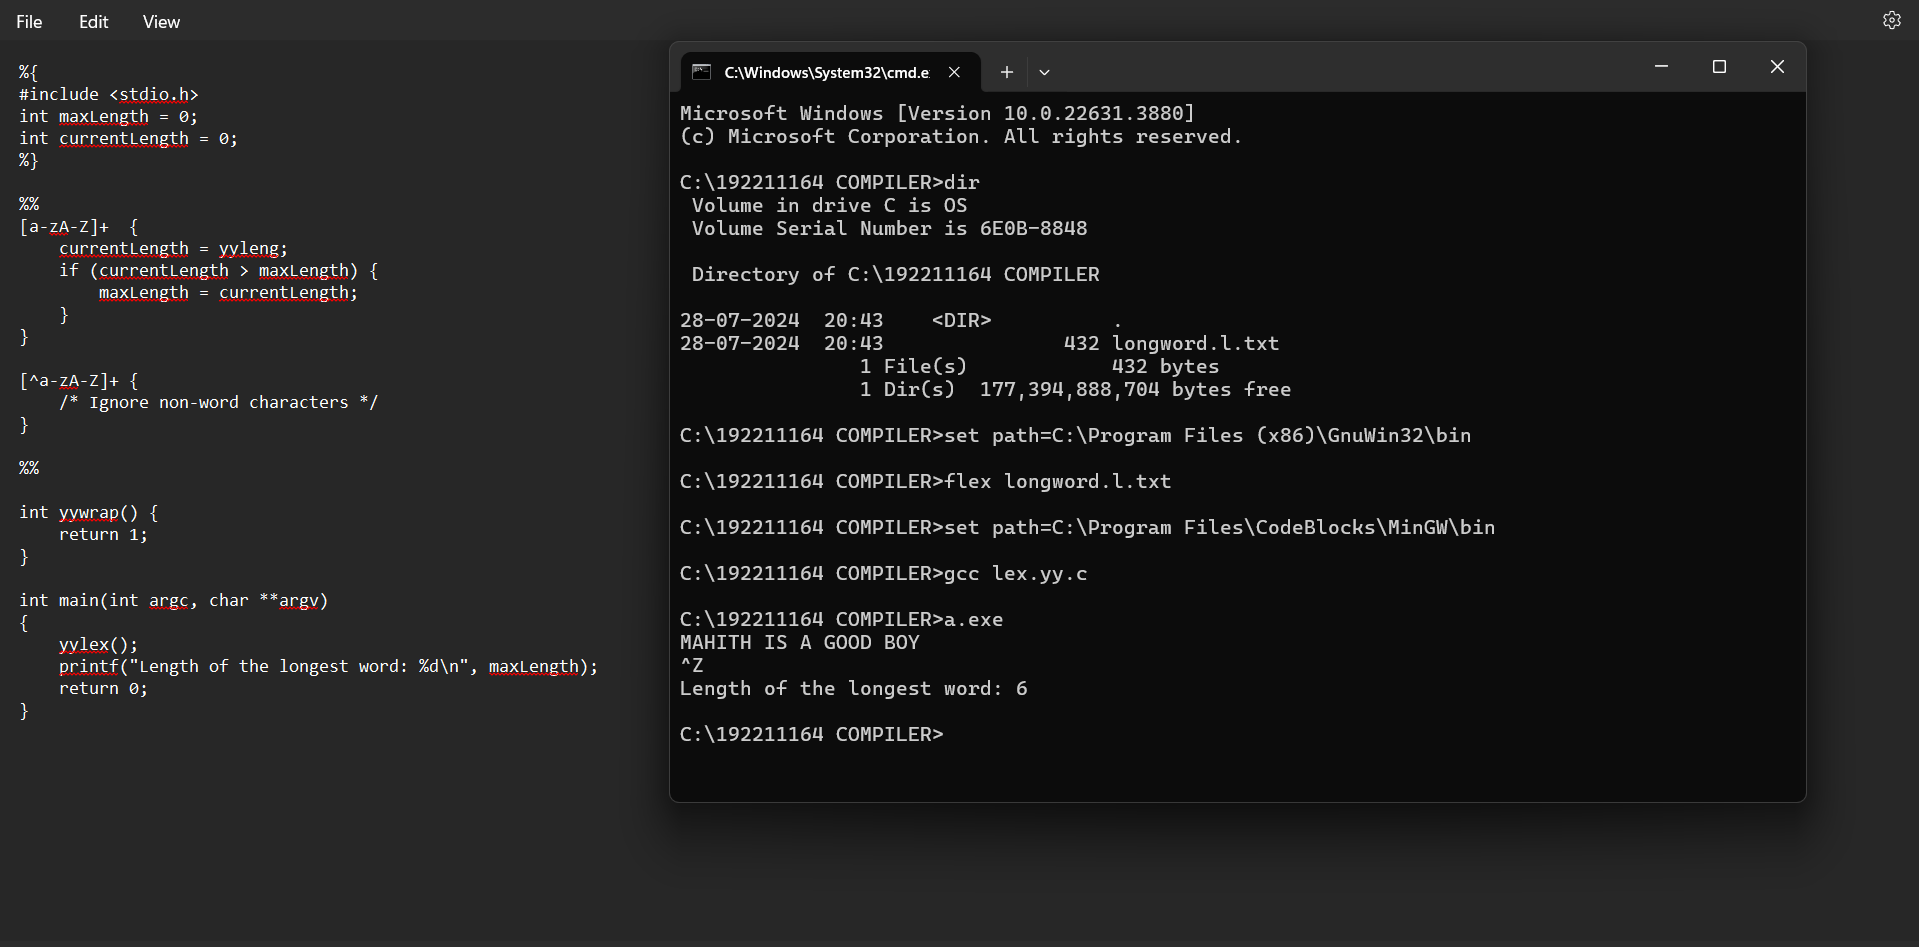 File Edit View
%{
#include <stdio.h>
int maxLength = 0;
int currentLength = 0;
%}
%%
[a-zA-Z]+  {
    currentLength = yyleng;
    if (currentLength > maxLength) {
        maxLength = currentLength;
    }
}
[^a-zA-Z]+ {
    /* Ignore non-word characters */
}
%%
int yywrap() {
    return 1;
}
int main(int argc, char **argv)
{
    yylex();
    printf("Length of the longest word: %d\n", maxLength);
    return 0;
}
C:\Windows\System32\cmd.e
Microsoft Windows [Version 10.0.22631.3880]
(c) Microsoft Corporation. All rights reserved.
C:\192211164 COMPILER>dir
 Volume in drive C is OS
 Volume Serial Number is 6E0B-8848
 Directory of C:\192211164 COMPILER
28-07-2024  20:43    <DIR>          .
28-07-2024  20:43               432 longword.l.txt
               1 File(s)            432 bytes
               1 Dir(s)  177,394,888,704 bytes free
C:\192211164 COMPILER>set path=C:\Program Files (x86)\GnuWin32\bin
C:\192211164 COMPILER>flex longword.l.txt
C:\192211164 COMPILER>set path=C:\Program Files\CodeBlocks\MinGW\bin
C:\192211164 COMPILER>gcc lex.yy.c
C:\192211164 COMPILER>a.exe
MAHITH IS A GOOD BOY
^Z
Length of the longest word: 6
C:\192211164 COMPILER>